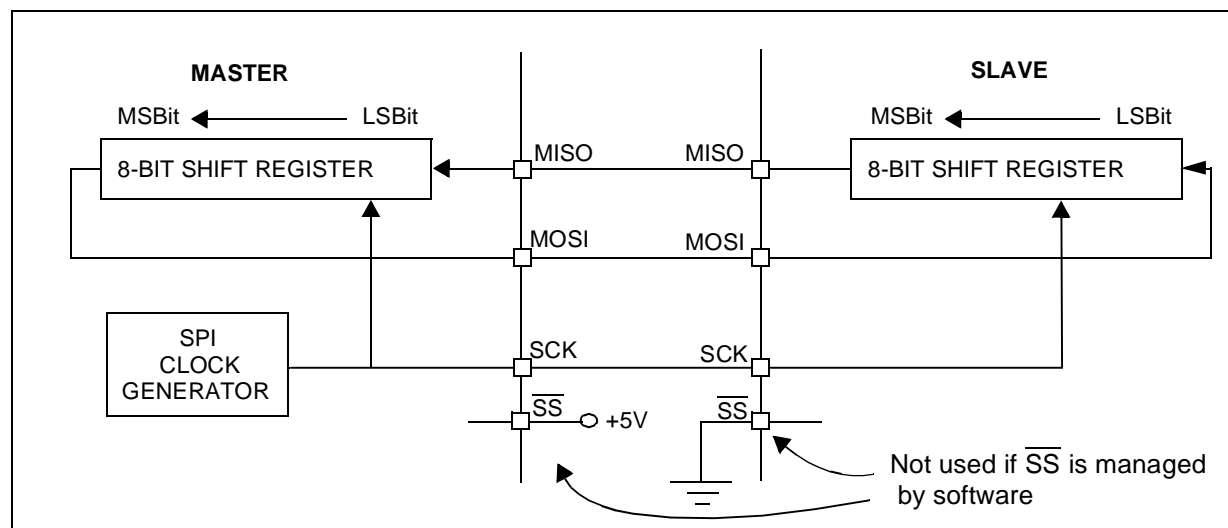 MASTER
SLAVE
MSBit LSBit
MSBit LSBit
8-BIT SHIFT REGISTER
MISO
MISO
8-BIT SHIFT REGISTER
MOSI
MOSI
SPI
CLOCK
GENERATOR
SCK
SCK
SS
+5V
SS
Not used if SS is managed
by software